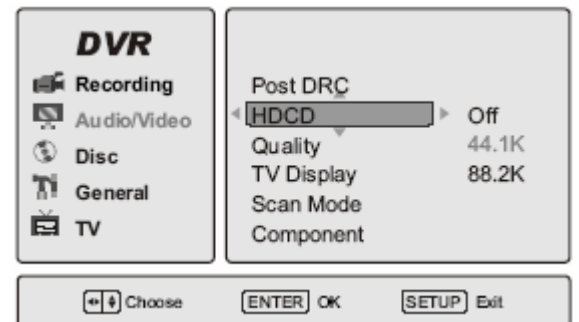 DVR
Recording
Audio/Video
Disc
General
TV
Post DRC
HDCD Off
Quality 44.1K
TV Display 88.2K
Scan Mode
Component
Choose ENTER OK SETUP Exit